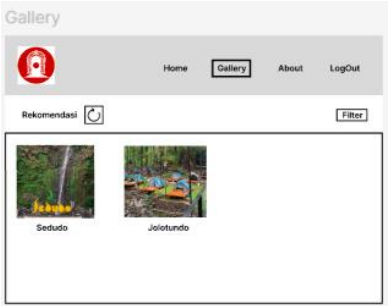 Gallery
Home Gallery About LogOut
Rekomendasi Filter
Sedudo
Sedudo Jolotundo